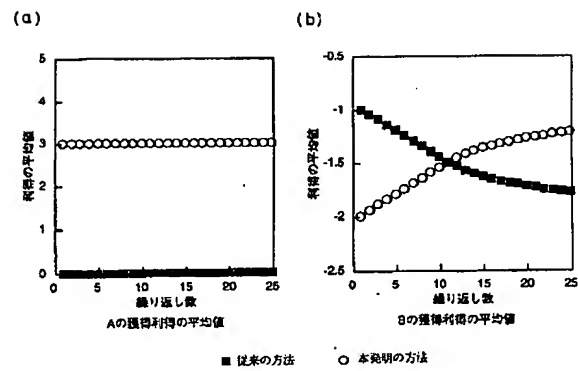 (a)
(b)
利得の平均値
5
4
3
2
1
0
0 5 10 15 20 25
繰り返し数
Aの獲得利得の平均値
利得の平均値
-0.5
-1
-1.5
-2
-2.5
0 5 10 15 20 25
繰り返し数
Bの獲得利得の平均値
■ 従来の方法 ○ 本発明の方法